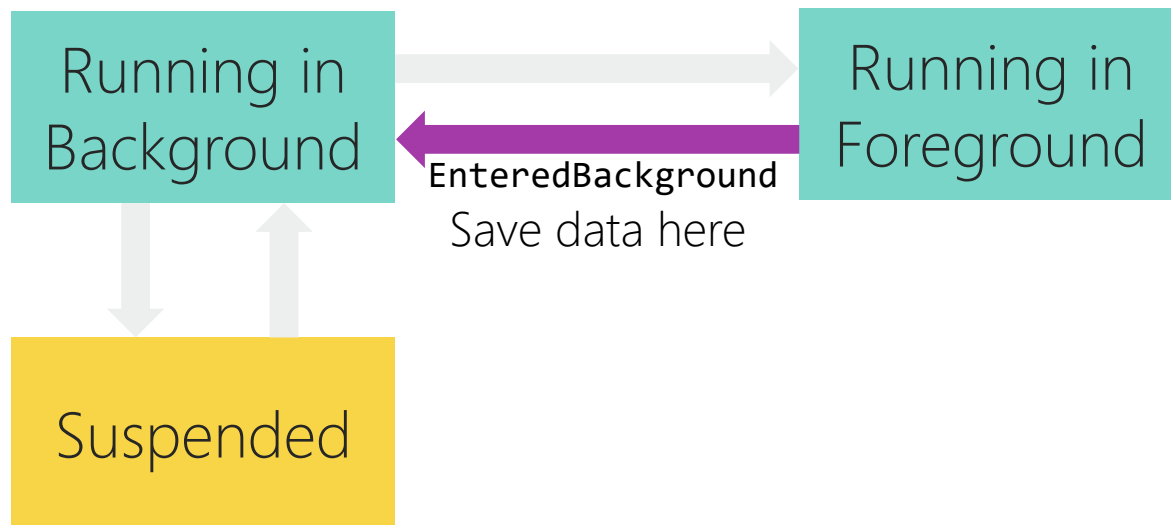 Running in
Background
Running in
Foreground
EnteredBackground
Save data here
Suspended